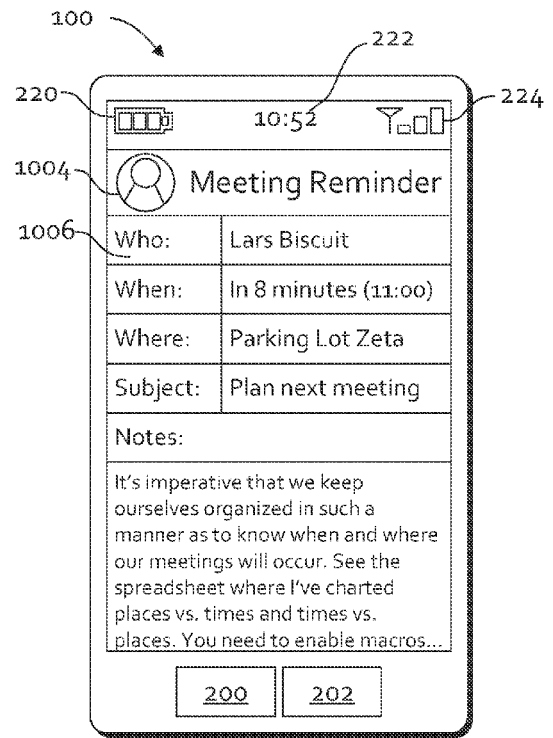 100
222
220
10:52
224
1004
Meeting Reminder
1006
Who: Lars Biscuit
When: In 8 minutes (11:00)
Where: Parking Lot Zeta
Subject: Plan next meeting
Notes:
It's imperative that we keep
ourselves organized in such a
manner as to know when and where
our meetings will occur. See the
spreadsheet where I've charted
places vs. times and times vs.
places. You need to enable macros...
200 202